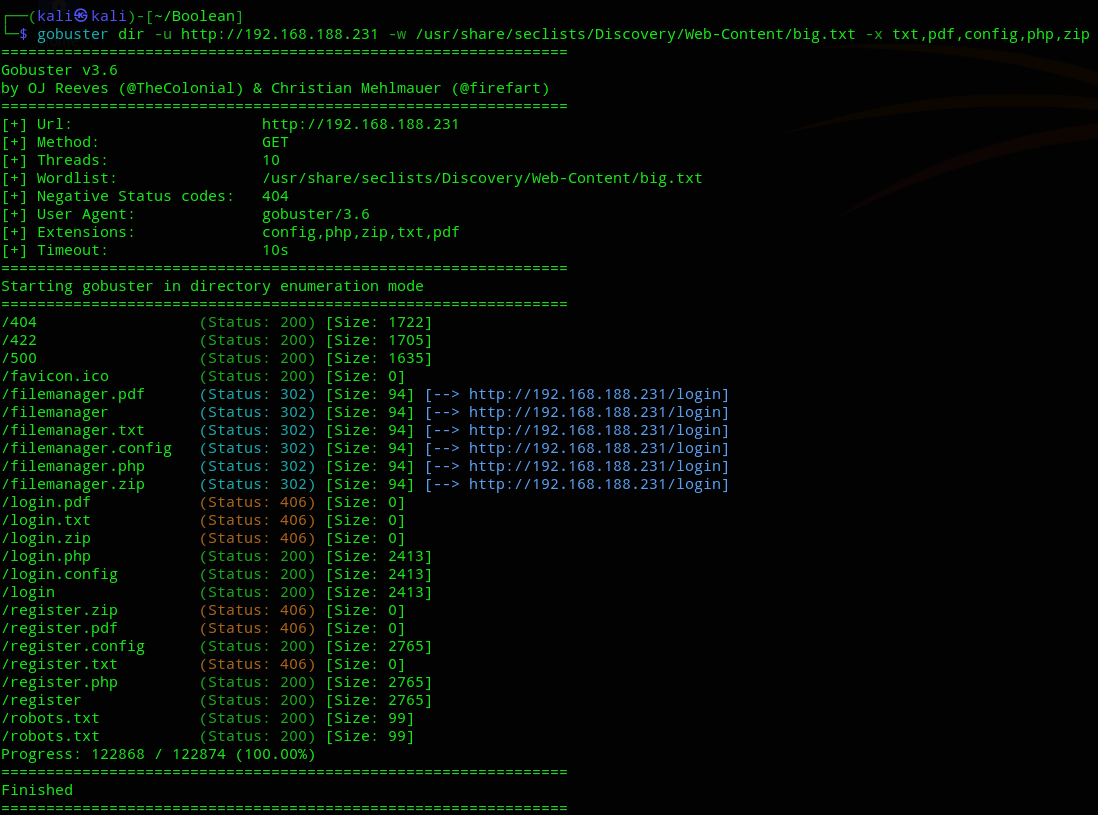 ┌──(kali㉿kali)-[~/Boolean]
└─$ gobuster dir -u http://192.168.188.231 -w /usr/share/seclists/Discovery/Web-Content/big.txt -x txt,pdf,config,php,zip
===============================================================
Gobuster v3.6
by OJ Reeves (@TheColonial) & Christian Mehlmauer (@firefart)
===============================================================
[+] Url:                     http://192.168.188.231
[+] Method:                  GET
[+] Threads:                 10
[+] Wordlist:                /usr/share/seclists/Discovery/Web-Content/big.txt
[+] Negative Status codes:   404
[+] User Agent:              gobuster/3.6
[+] Extensions:              config,php,zip,txt,pdf
[+] Timeout:                 10s
===============================================================
Starting gobuster in directory enumeration mode
===============================================================
/404                  (Status: 200) [Size: 1722]
/422                  (Status: 200) [Size: 1705]
/500                  (Status: 200) [Size: 1635]
/favicon.ico          (Status: 200) [Size: 0]
/filemanager.pdf      (Status: 302) [Size: 94] [--> http://192.168.188.231/login]
/filemanager          (Status: 302) [Size: 94] [--> http://192.168.188.231/login]
/filemanager.txt      (Status: 302) [Size: 94] [--> http://192.168.188.231/login]
/filemanager.config   (Status: 302) [Size: 94] [--> http://192.168.188.231/login]
/filemanager.php      (Status: 302) [Size: 94] [--> http://192.168.188.231/login]
/filemanager.zip      (Status: 302) [Size: 94] [--> http://192.168.188.231/login]
/login.pdf            (Status: 406) [Size: 0]
/login.txt            (Status: 406) [Size: 0]
/login.zip            (Status: 406) [Size: 0]
/login.php            (Status: 200) [Size: 2413]
/login.config         (Status: 200) [Size: 2413]
/login                (Status: 200) [Size: 2413]
/register.zip         (Status: 406) [Size: 0]
/register.pdf         (Status: 406) [Size: 0]
/register.config      (Status: 200) [Size: 2765]
/register.txt         (Status: 406) [Size: 0]
/register.php         (Status: 200) [Size: 2765]
/register             (Status: 200) [Size: 2765]
/robots.txt           (Status: 200) [Size: 99]
/robots.txt           (Status: 200) [Size: 99]
Progress: 122868 / 122874 (100.00%)
===============================================================
Finished
===============================================================